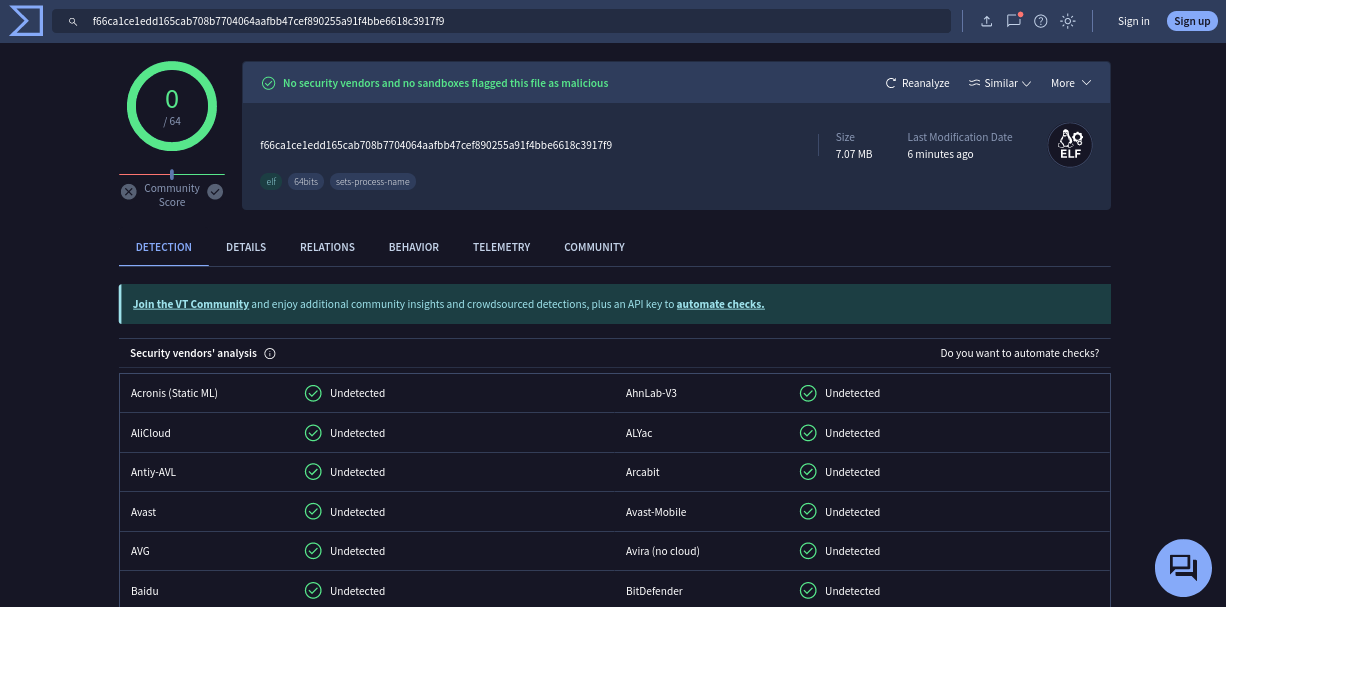 f66ca1ce1edd165cab708b7704064aafbb47cef890255a91f4bbe6618c3917f9
Sign in
Sign up
0
/ 64
Community
Score
No security vendors and no sandboxes flagged this file as malicious
Reanalyze
Similar
More
f66ca1ce1edd165cab708b7704064aafbb47cef890255a91f4bbe6618c3917f9
Size
7.07 MB
Last Modification Date
6 minutes ago
ELF
elf
64bits
sets-process-name
DETECTION
DETAILS
RELATIONS
BEHAVIOR
TELEMETRY
COMMUNITY
Join the VT Community and enjoy additional community insights and crowdsourced detections, plus an API key to automate checks.
Security vendors' analysis
Do you want to automate checks?
Acronis (Static ML) Undetected AhnLab-V3 Undetected
AliCloud Undetected ALYac Undetected
Antiy-AVL Undetected Arcabit Undetected
Avast Undetected Avast-Mobile Undetected
AVG Undetected Avira (no cloud) Undetected
Baidu Undetected BitDefender Undetected